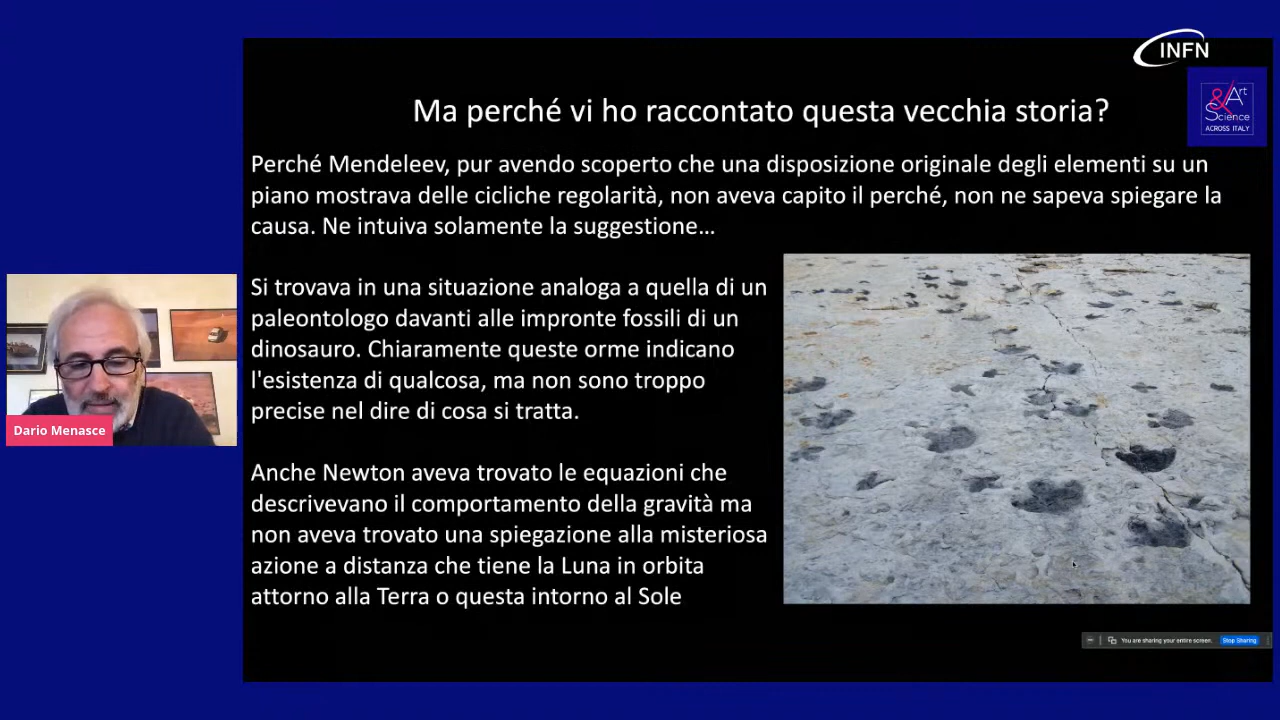 INFN
&Art
Science
ACROSS ITALY
Ma perché vi ho raccontato questa vecchia storia?
Perché Mendeleev, pur avendo scoperto che una disposizione originale degli elementi su un
piano mostrava delle cicliche regolarità, non aveva capito il perché, non ne sapeva spiegare la
causa. Ne intuiva solamente la suggestione…
Si trovava in una situazione analoga a quella di un
paleontologo davanti alle impronte fossili di un
dinosauro. Chiaramente queste orme indicano
l'esistenza di qualcosa, ma non sono troppo
precise nel dire di cosa si tratta.
Anche Newton aveva trovato le equazioni che
descrivevano il comportamento della gravità ma
non aveva trovato una spiegazione alla misteriosa
azione a distanza che tiene la Luna in orbita
attorno alla Terra o questa intorno al Sole
Dario Menasce
You are sharing your entire screen.
Stop Sharing